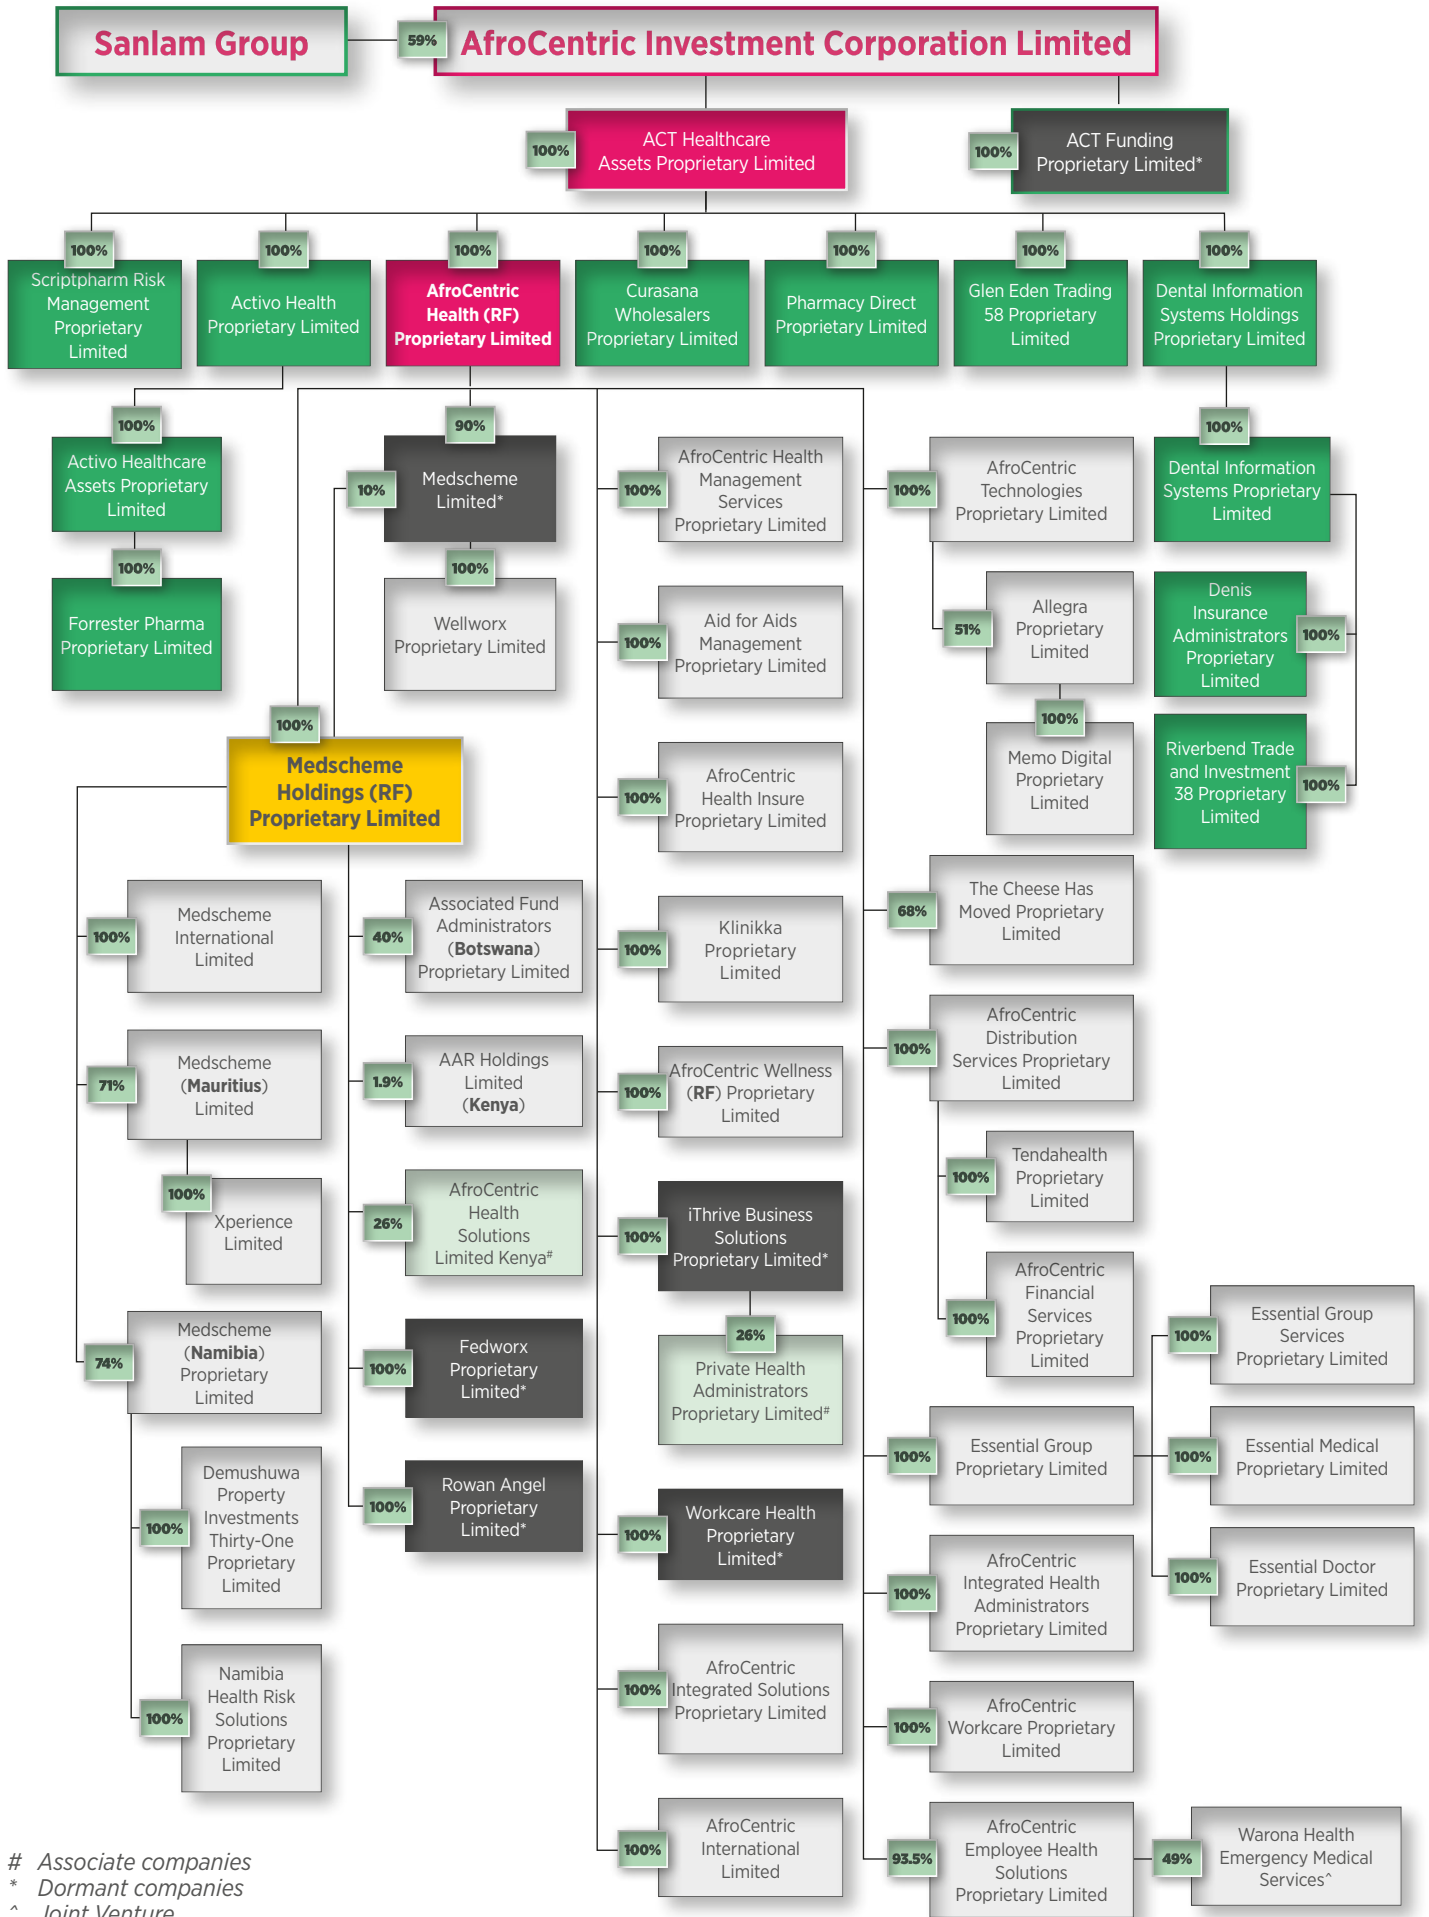 Sanlam Group
59%
AfroCentric Investment Corporation Limited
100%
ACT Healthcare
Assets Proprietary Limited
100%
ACT Funding
Proprietary Limited*
100%
Scriptpharm Risk
Management
Proprietary
Limited
100%
Activo Health
Proprietary Limited
100%
AfroCentric
Health (RF)
Proprietary Limited
100%
Curasana
Wholesalers
Proprietary Limited
100%
Pharmacy Direct
Proprietary Limited
100%
Glen Eden Trading
58 Proprietary
Limited
100%
Dental Information
Systems Holdings
Proprietary Limited
100%
Activo Healthcare
Assets Proprietary
Limited
100%
Forrester Pharma
Proprietary Limited
90%
10%
Medscheme
Limited*
100%
Wellworx
Proprietary Limited
100%
Medscheme
Holdings (RF)
Proprietary Limited
100%
Medscheme
International
Limited
71%
Medscheme
(Mauritius)
Limited
100%
Xperience
Limited
74%
Medscheme
(Namibia)
Proprietary
Limited
100%
Demushuwa
Property
Investments
Thirty-One
Proprietary
Limited
100%
Namibia
Health Risk
Solutions
Proprietary
Limited
40%
Associated Fund
Administrators
(Botswana)
Proprietary Limited
1.9%
AAR Holdings
Limited
(Kenya)
26%
AfroCentric
Health
Solutions
Limited Kenya#
100%
Fedworx
Proprietary
Limited*
100%
Rowan Angel
Proprietary
Limited*
100%
AfroCentric Health
Management
Services
Proprietary Limited
100%
Aid for Aids
Management
Proprietary Limited
100%
AfroCentric
Health Insure
Proprietary Limited
100%
Klinikka
Proprietary
Limited
100%
AfroCentric Wellness
(RF) Proprietary
Limited
100%
iThrive Business
Solutions
Proprietary Limited*
26%
Private Health
Administrators
Proprietary Limited#
100%
Workcare Health
Proprietary
Limited*
100%
AfroCentric
Integrated Solutions
Proprietary Limited
100%
AfroCentric
International
Limited
100%
AfroCentric
Technologies
Proprietary Limited
51%
Allegra
Proprietary
Limited
100%
Memo Digital
Proprietary
Limited
68%
The Cheese Has
Moved Proprietary
Limited
100%
AfroCentric
Distribution
Services Proprietary
Limited
100%
Tendahealth
Proprietary
Limited
100%
AfroCentric
Financial
Services
Proprietary
Limited
100%
Essential Group
Proprietary Limited
100%
Essential Group
Services
Proprietary Limited
100%
Essential Medical
Proprietary Limited
100%
Essential Doctor
Proprietary Limited
100%
AfroCentric
Integrated Health
Administrators
Proprietary Limited
100%
AfroCentric
Workcare Proprietary
Limited
93.5%
AfroCentric
Employee Health
Solutions
Proprietary Limited
49%
Warona Health
Emergency Medical
Services^
100%
Dental Information
Systems Proprietary
Limited
Denis
Insurance
Administrators
Proprietary
Limited
100%
Riverbend Trade
and Investment
38 Proprietary
Limited
100%
# Associate companies
* Dormant companies
^ Joint Venture